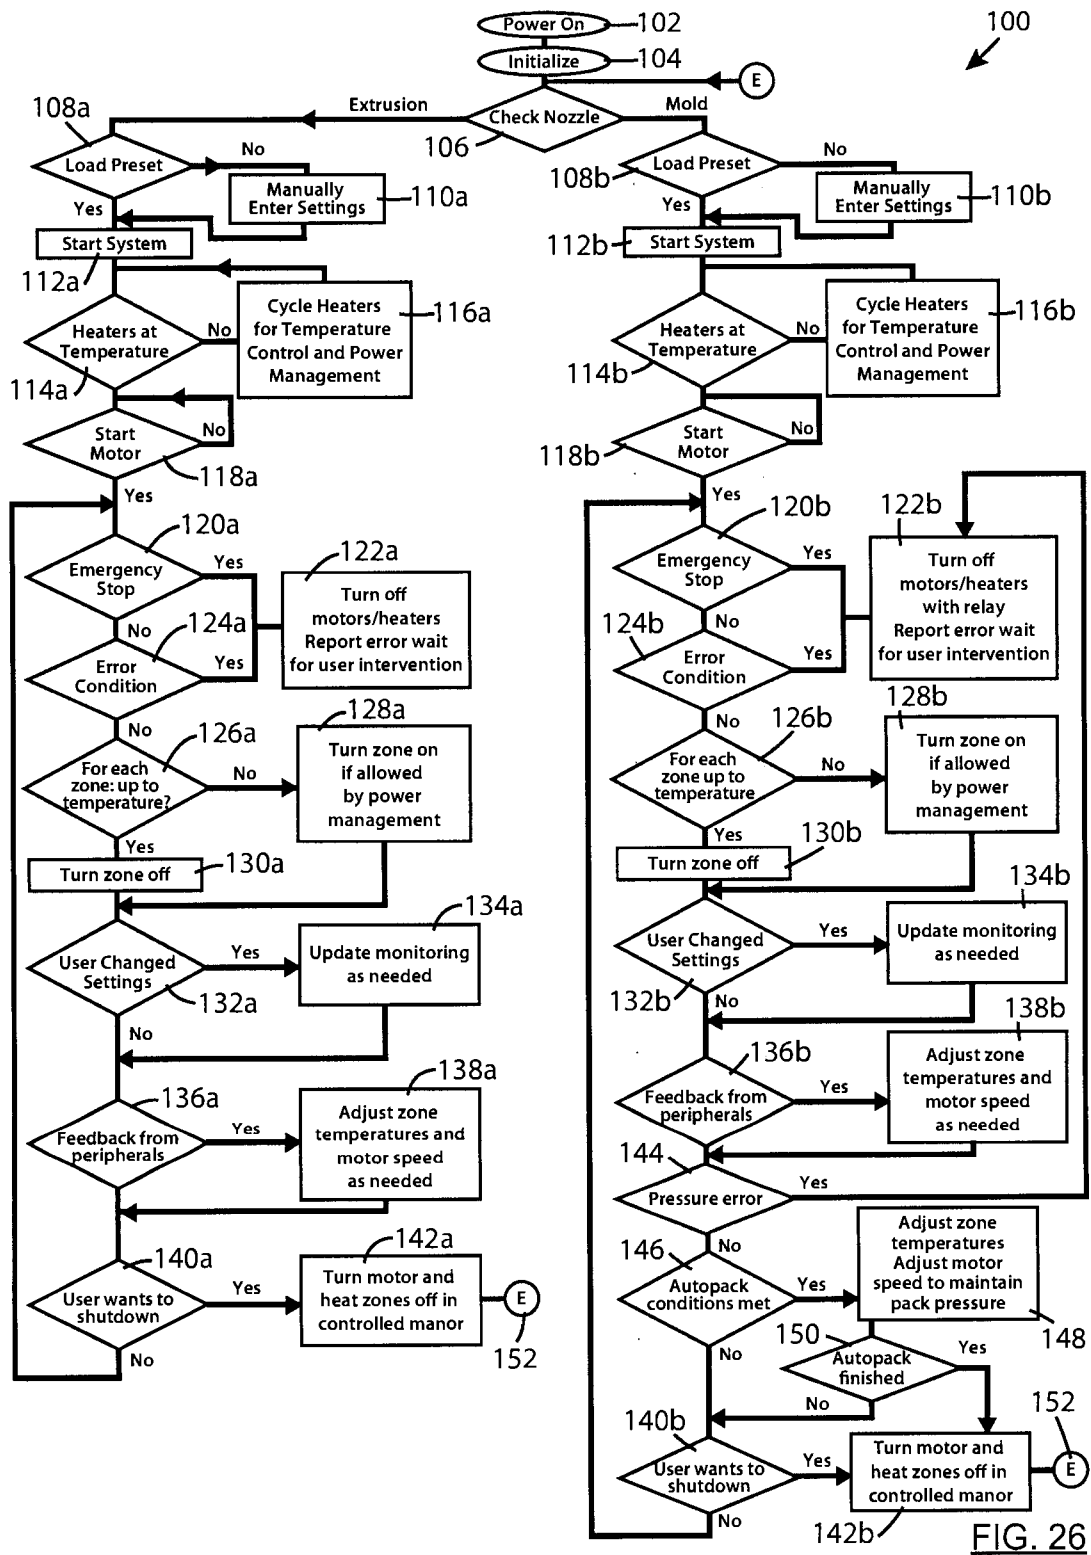 Power On
102
100
Initialize
104
E
Extrusion
Check Nozzle
Mold
106
108a
Load Preset
No
Manually
Enter Settings
110a
Yes
Start System
112a
Heaters at
Temperature
No
114a
Cycle Heaters
for Temperature
Control and Power
Management
116a
Start
Motor
No
118a
Yes
120a
Emergency
Stop
Yes
122a
Turn off
motors/heaters
Report error wait
for user intervention
No
124a
Error
Condition
Yes
No
126a
For each
zone: up to
temperature?
No
128a
Turn zone on
if allowed
by power
management
Yes
Turn zone off
130a
User Changed
Settings
Yes
132a
134a
Update monitoring
as needed
No
136a
Feedback from
peripherals
Yes
138a
Adjust zone
temperatures and
motor speed
as needed
140a
User wants to
shutdown
Yes
142a
Turn motor and
heat zones off in
controlled manor
E
152
No
Load Preset
108b
No
Manually
Enter Settings
110b
Yes
Start System
112b
Heaters at
Temperature
No
114b
Cycle Heaters
for Temperature
Control and Power
Management
116b
Start
Motor
No
118b
Yes
120b
Emergency
Stop
Yes
122b
Turn off
motors/heaters
with relay
Report error wait
for user intervention
No
124b
Error
Condition
Yes
No
126b
For each
zone up to
temperature
No
128b
Turn zone on
if allowed
by power
management
Yes
Turn zone off
130b
User Changed
Settings
Yes
132b
134b
Update monitoring
as needed
No
136b
Feedback from
peripherals
Yes
138b
Adjust zone
temperatures and
motor speed
as needed
144
Pressure error
Yes
No
146
Autopack
conditions met
Yes
Adjust zone
temperatures
Adjust motor
speed to maintain
pack pressure
148
No
150
Autopack
finished
Yes
No
140b
User wants to
shutdown
Yes
Turn motor and
heat zones off in
controlled manor
142b
152
E
No
FIG. 26